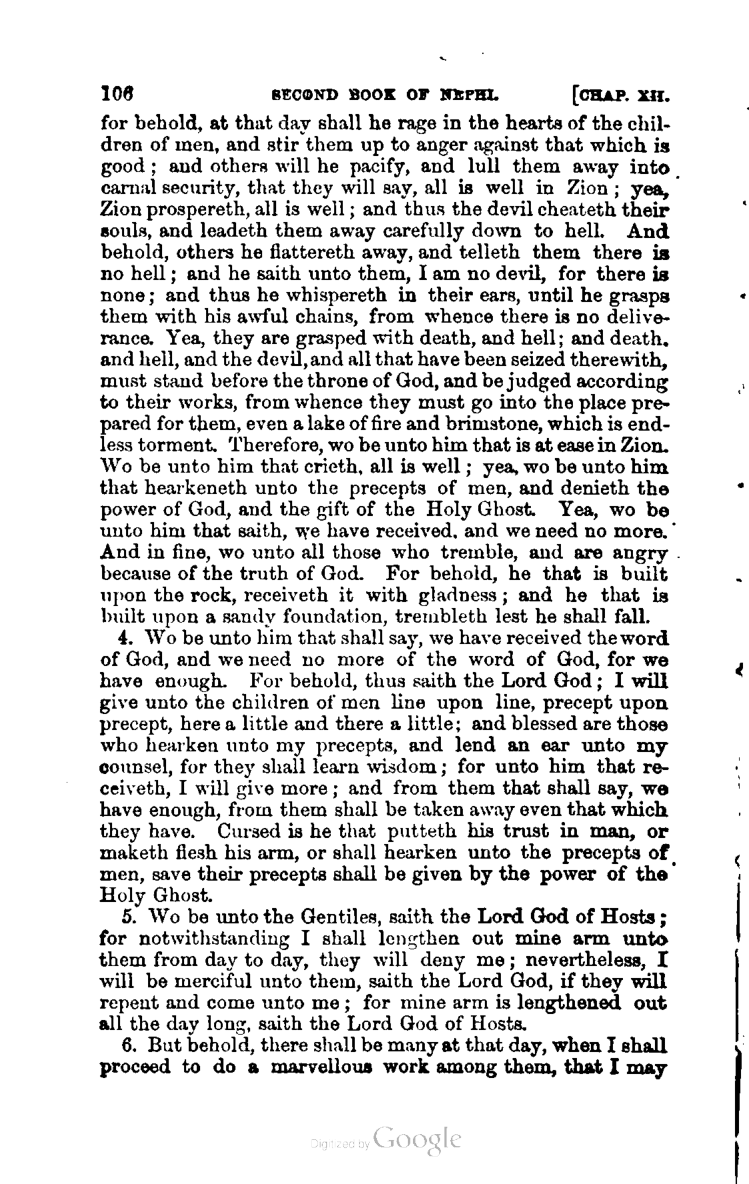 106 SECOND BOOK OF NEPHI. [CHAP. XII.
for behold, at that day shall he rage in the hearts of the chil-
dren of men, and stir them up to anger against that which is
good; and others will he pacify, and lull them away into
carnal security, that they will say, all is well in Zion; yea,
Zion prospereth, all is well; and thus the devil cheateth their
souls, and leadeth them away carefully down to hell. And
behold, others he flattereth away, and telleth them there is
no hell; and he saith unto them, I am no devil, for there is
none; and thus he whispereth in their ears, until he grasps
them with his awful chains, from whence there is no delive-
rance. Yea, they are grasped with death, and hell; and death,
and hell, and the devil, and all that have been seized therewith,
must stand before the throne of God, and be judged according
to their works, from whence they must go into the place pre-
pared for them, even a lake of fire and brimstone, which is end-
less torment. Therefore, wo be unto him that is at ease in Zion.
Wo be unto him that crieth, all is well; yea, wo be unto him
that hearkeneth unto the precepts of men, and denieth the
power of God, and the gift of the Holy Ghost. Yea, wo be
unto him that saith, we have received, and we need no more.
And in fine, wo unto all those who tremble, and are angry
because of the truth of God. For behold, he that is built
upon the rock, receiveth it with gladness; and he that is
built upon a sandy foundation, trembleth lest he shall fall.
4. Wo be unto him that shall say, we have received the word
of God, and we need no more of the word of God, for we
have enough. For behold, thus saith the Lord God; I will
give unto the children of men line upon line, precept upon
precept, here a little and there a little; and blessed are those
who hearken unto my precepts, and lend an ear unto my
counsel, for they shall learn wisdom; for unto him that re-
ceiveth, I will give more; and from them that shall say, we
have enough, from them shall be taken away even that which
they have. Cursed is he that putteth his trust in man, or
maketh flesh his arm, or shall hearken unto the precepts of
men, save their precepts shall be given by the power of the
Holy Ghost.
5. Wo be unto the Gentiles, saith the Lord God of Hosts;
for notwithstanding I shall lengthen out mine arm unto
them from day to day, they will deny me; nevertheless, I
will be merciful unto them, saith the Lord God, if they will
repent and come unto me; for mine arm is lengthened out
all the day long, saith the Lord God of Hosts.
6. But behold, there shall be many at that day, when I shall
proceed to do a marvellous work among them, that I may
Digitized by Google